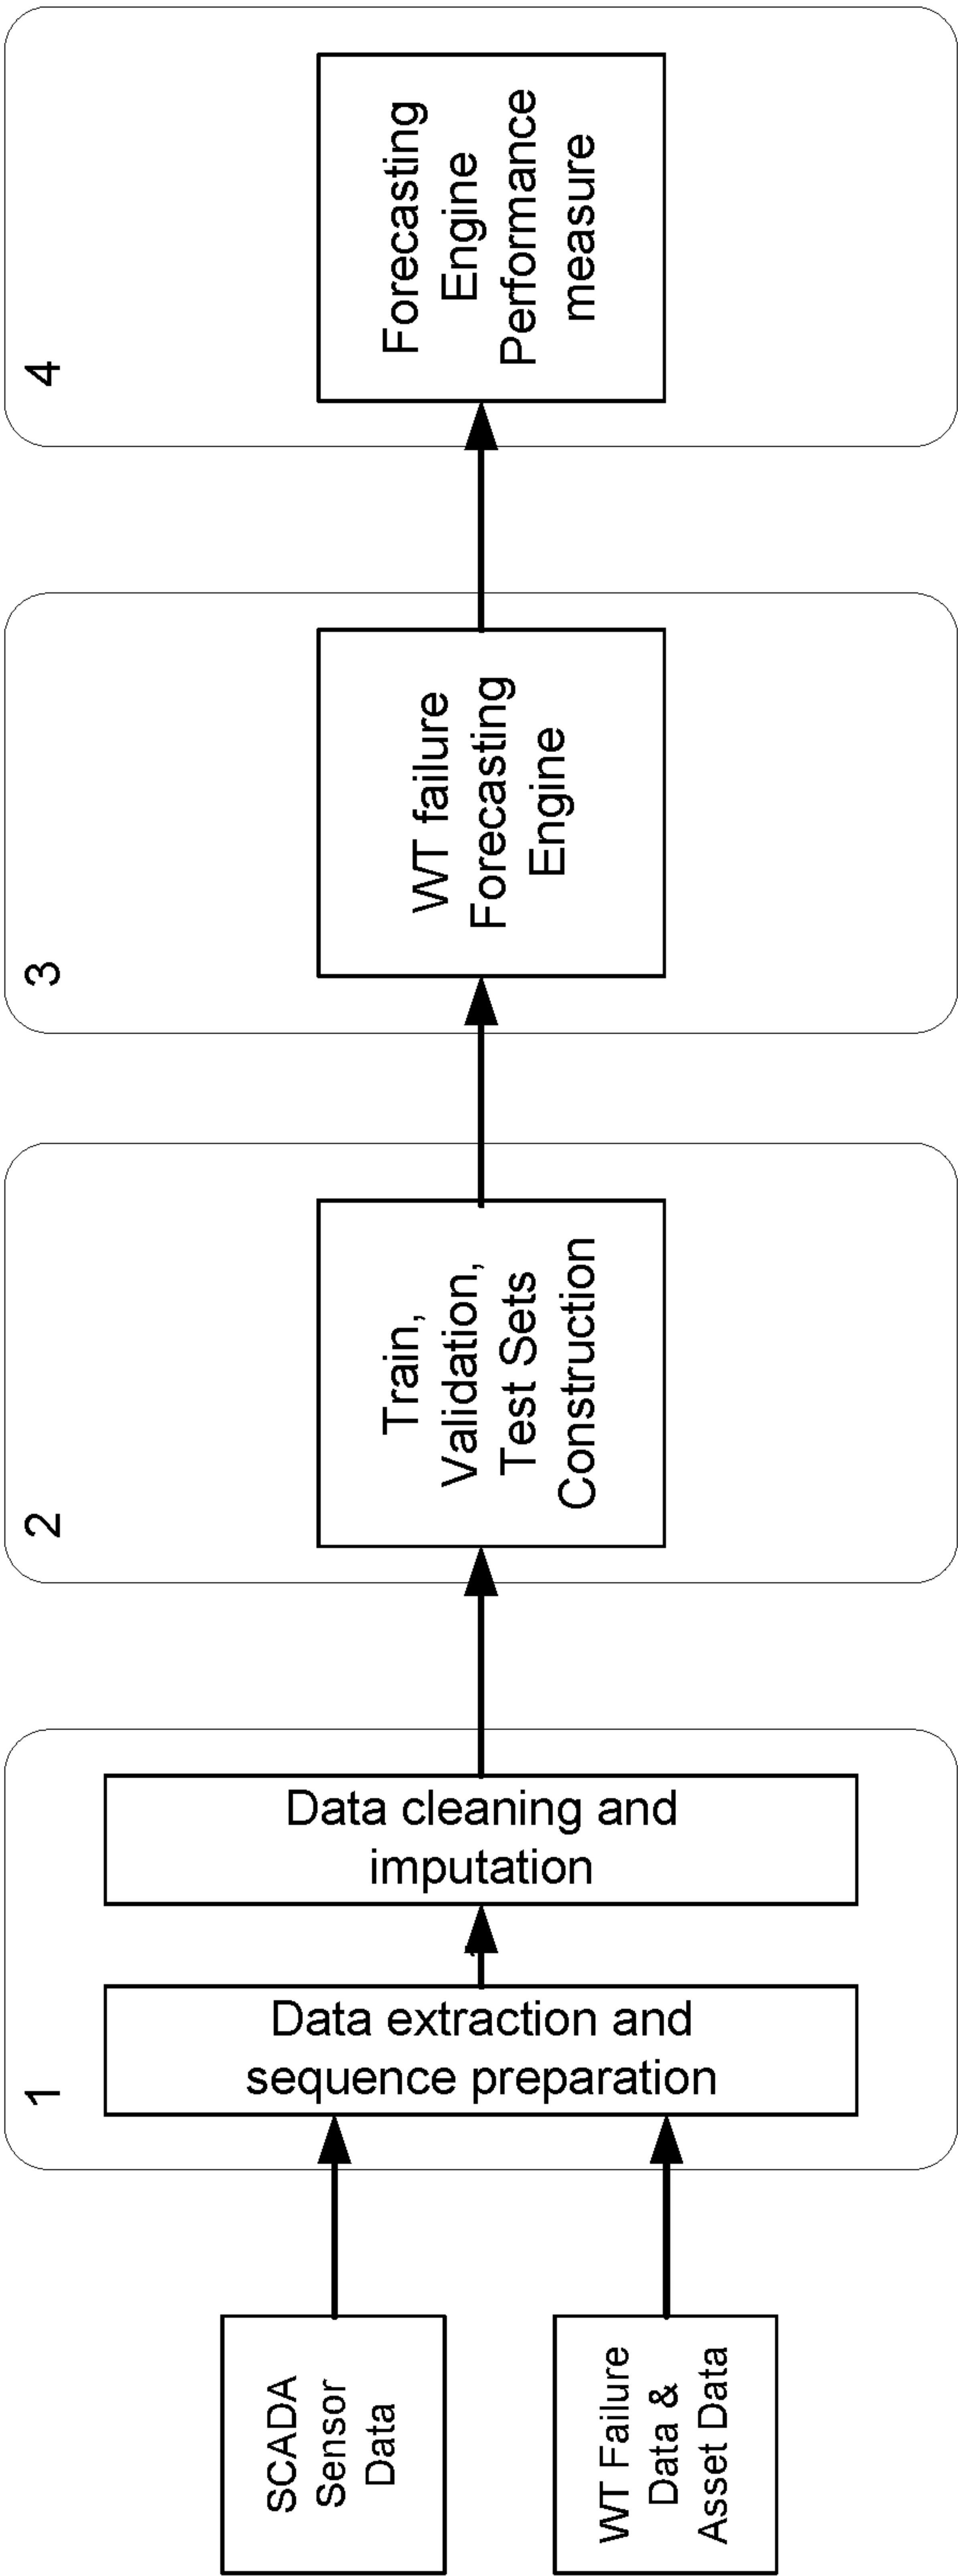 SCADA
Sensor
Data
WT Failure
Data &
Asset Data
1
Data extraction and
sequence preparation
Data cleaning and
imputation
2
Train,
Validation,
Test Sets
Construction
3
WT failure
Forecasting
Engine
4
Forecasting
Engine
Performance
measure